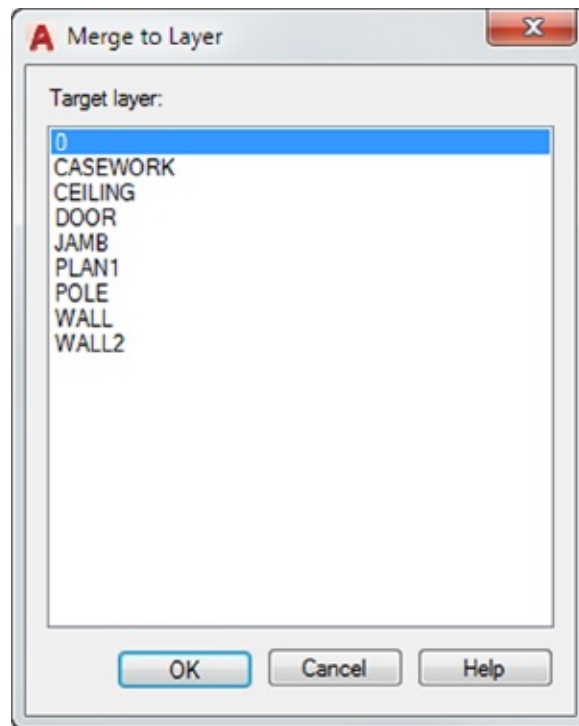 Merge to Layer
Target layer:
0
CASEWORK
CEILING
DOOR
JAMB
PLAN1
POLE
WALL
WALL2
OK Cancel Help